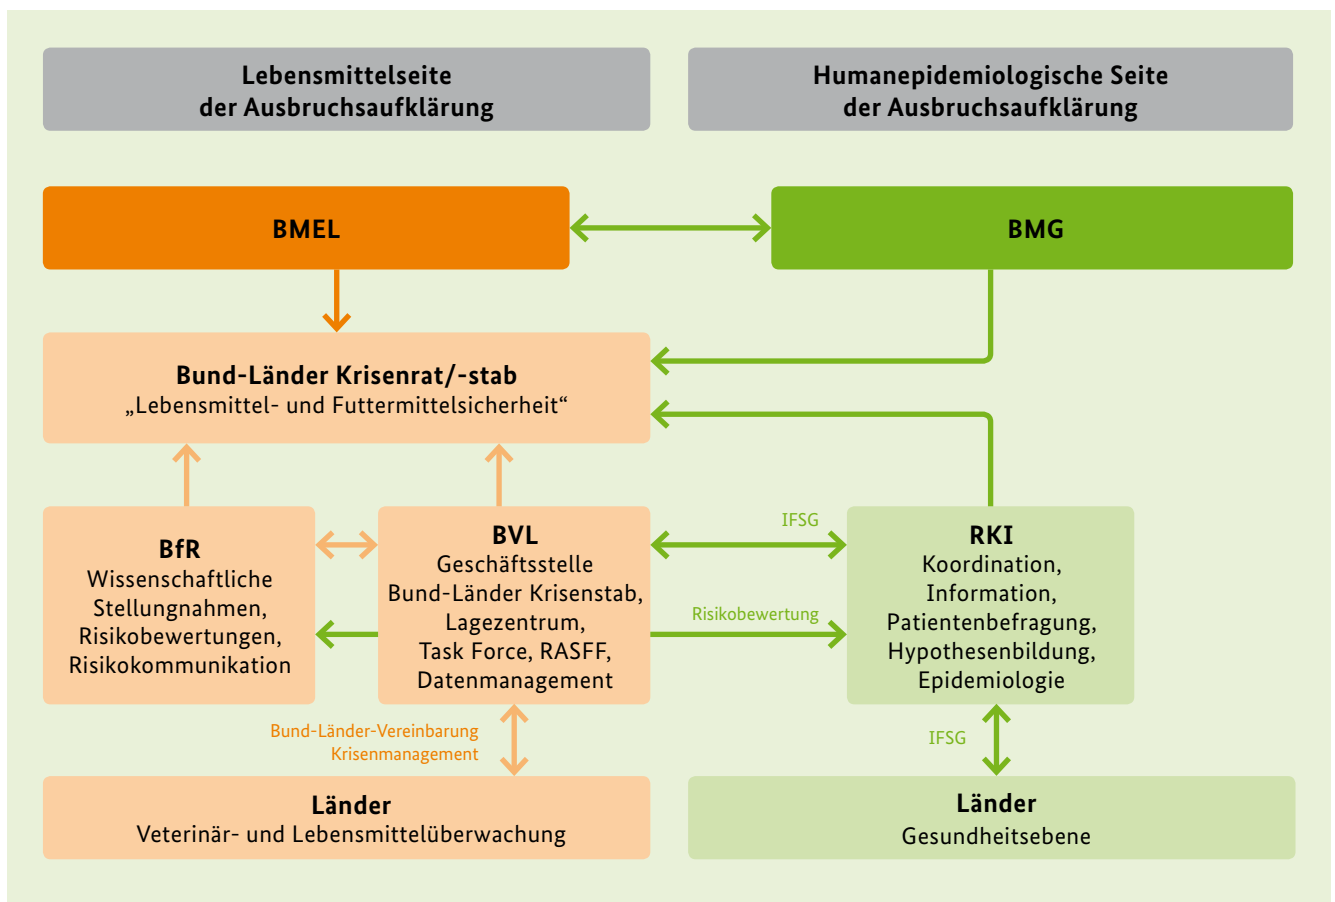 Lebensmittelseite
der Ausbruchsaufklärung
Humanepidemiologische Seite
der Ausbruchsaufklärung
BMEL
BMG
Bund-Länder Krisenrat/-stab
„Lebensmittel- und Futtermittelsicherheit“
BfR
Wissenschaftliche
Stellungnahmen,
Risikobewertungen,
Risikokommunikation
BVL
Geschäftsstelle
Bund-Länder Krisenstab,
Lagezentrum,
Task Force, RASFF,
Datenmanagement
IFSG
Risikobewertung
RKI
Koordination,
Information,
Patientenbefragung,
Hypothesenbildung,
Epidemiologie
Bund-Länder-Vereinbarung
Krisenmanagement
IFSG
Länder
Veterinär- und Lebensmittelüberwachung
Länder
Gesundheitsebene